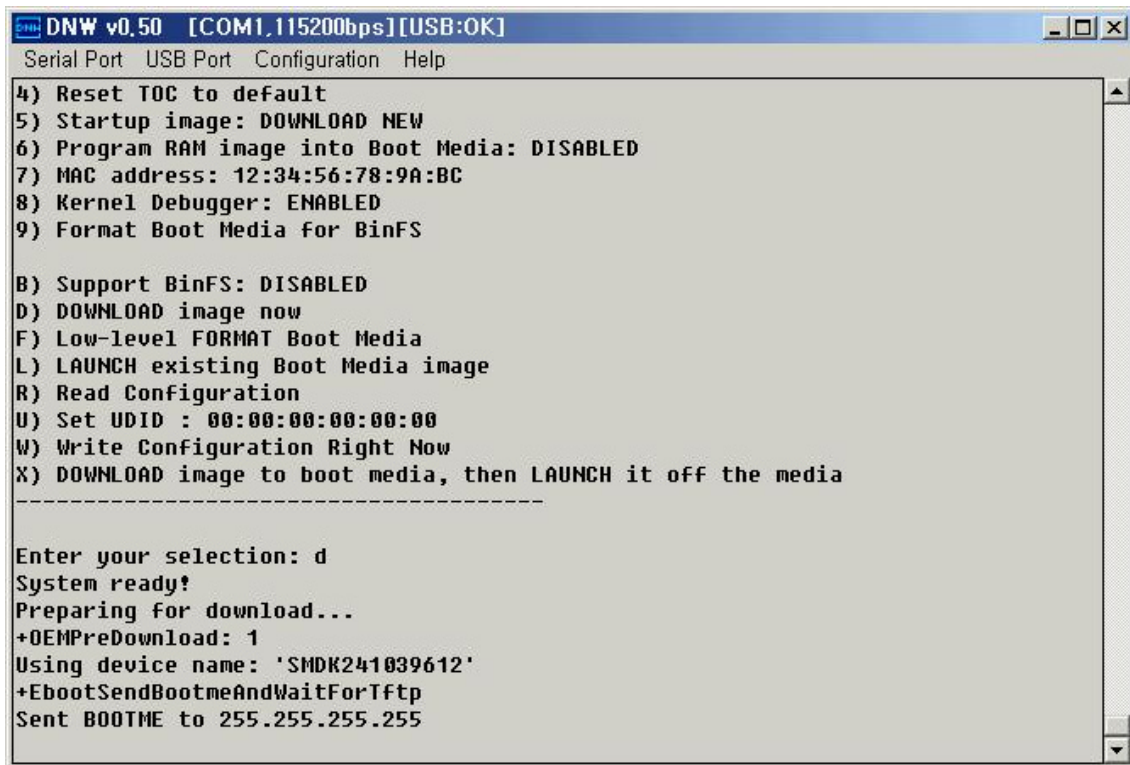 DNW v0.50 [COM1,115200bps][USB:OK]
Serial Port USB Port Configuration Help
4) Reset TOC to default
5) Startup image: DOWNLOAD NEW
6) Program RAM image into Boot Media: DISABLED
7) MAC address: 12:34:56:78:9A:BC
8) Kernel Debugger: ENABLED
9) Format Boot Media for BinFS
B) Support BinFS: DISABLED
D) DOWNLOAD image now
F) Low-level FORMAT Boot Media
L) LAUNCH existing Boot Media image
R) Read Configuration
U) Set UDID : 00:00:00:00:00:00
W) Write Configuration Right Now
X) DOWNLOAD image to boot media, then LAUNCH it off the media
----------------------------------------
Enter your selection: d
System ready!
Preparing for download...
+OEMPreDownload: 1
Using device name: 'SMDK241039612'
+EbootSendBootmeAndWaitForTftp
Sent BOOTME to 255.255.255.255